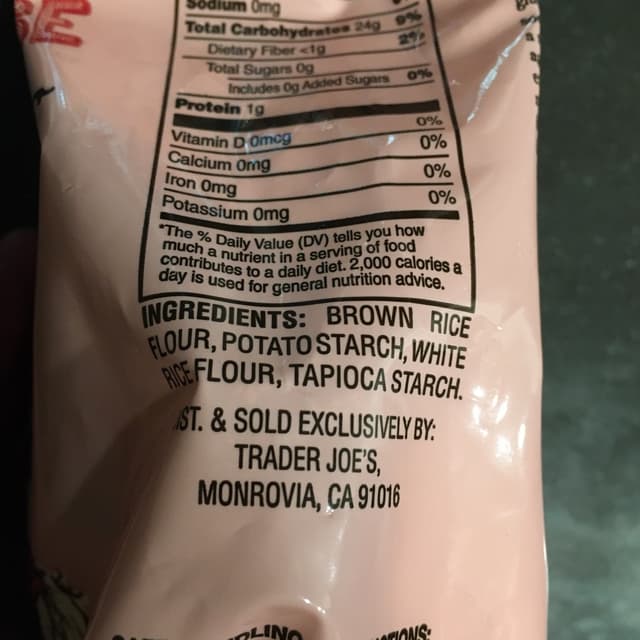 Sodium 0mg
Total Carbohydrates 24g 9%
Dietary Fiber <1g 2%
Total Sugars 0g
Includes 0g Added Sugars 0%
Protein 1g
0%
Vitamin D 0mcg 0%
Calcium 0mg 0%
Iron 0mg 0%
Potassium 0mg
*The % Daily Value (DV) tells you how
much a nutrient in a serving of food
contributes to a daily diet. 2,000 calories a
day is used for general nutrition advice.
INGREDIENTS: BROWN RICE
FLOUR, POTATO STARCH, WHITE
RICE FLOUR, TAPIOCA STARCH.
& SOLD EXCLUSIVELY BY:
TRADER JOE'S,
MONROVIA, CA 91016